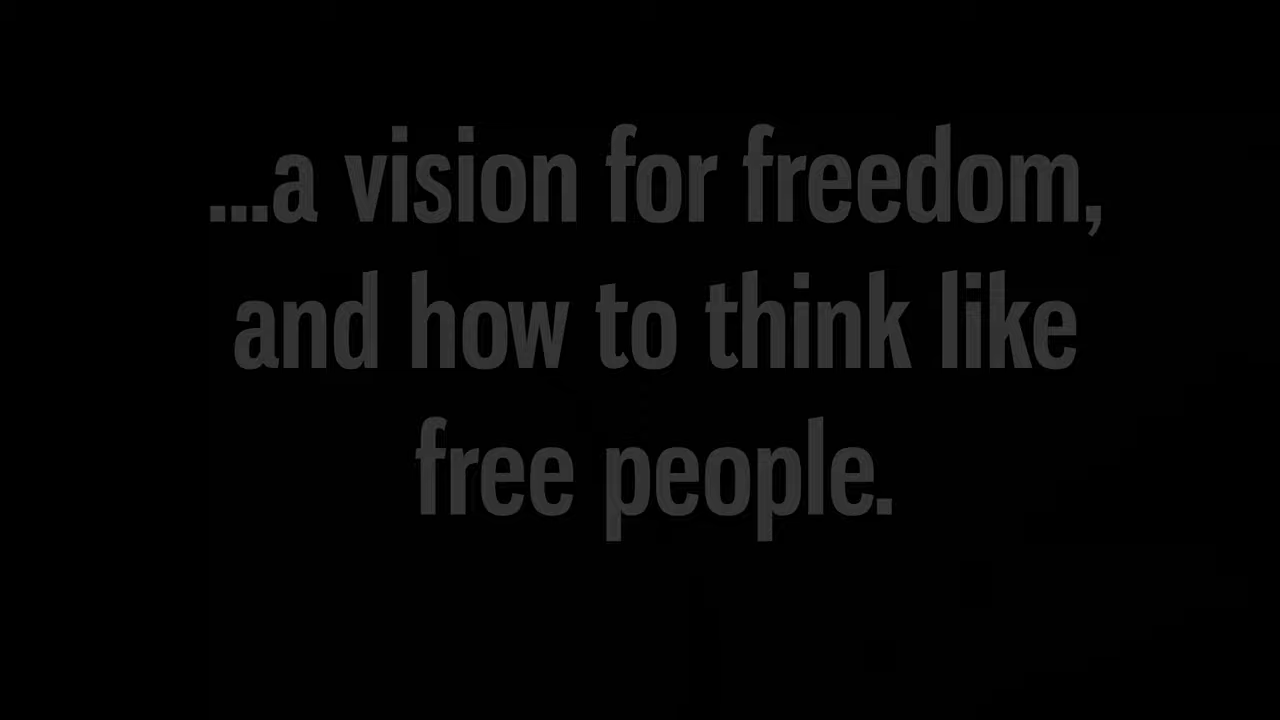 ...a vision for freedom,
and how to think like
free people.